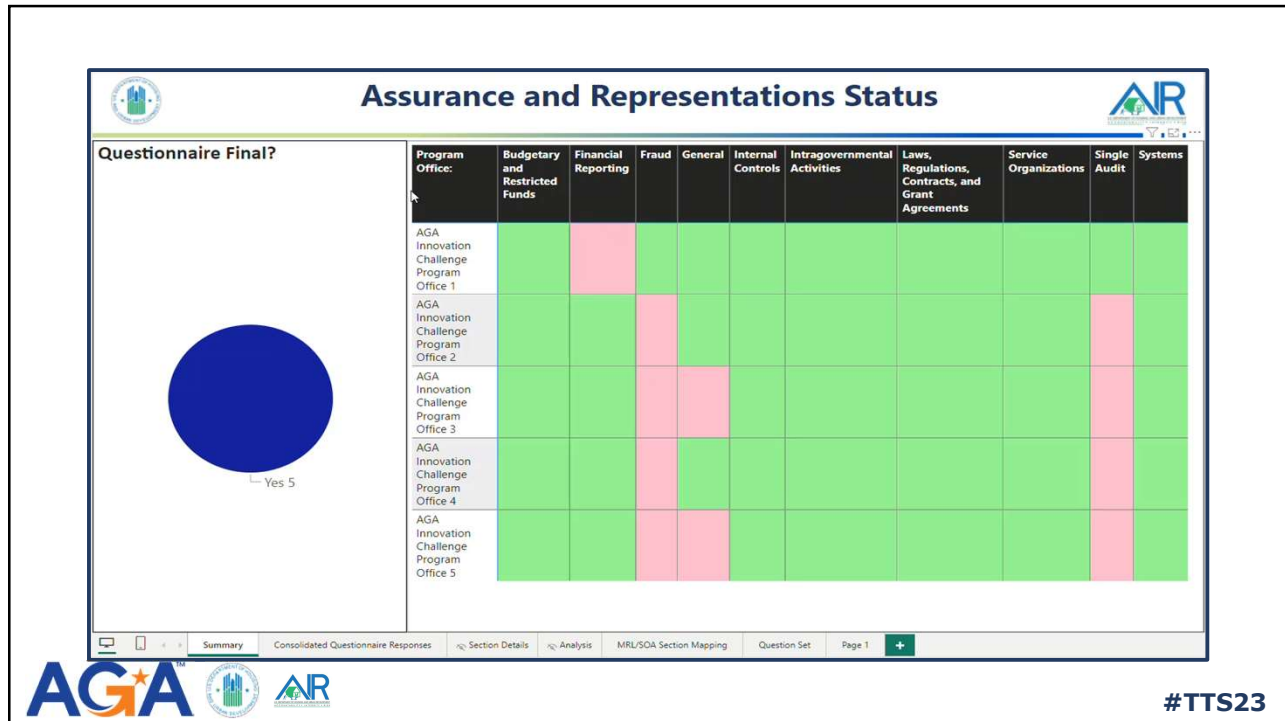 Assurance and Representations Status
AIR
Questionnaire Final?
Yes 5
Program
Office:
Budgetary
and
Restricted
Funds
Financial
Reporting
Fraud
General
Internal
Controls
Intragovernmental
Activities
Laws,
Regulations,
Contracts, and
Grant
Agreements
Service
Organizations
Single
Audit
Systems
AGA
Innovation
Challenge
Program
Office 1
AGA
Innovation
Challenge
Program
Office 2
AGA
Innovation
Challenge
Program
Office 3
AGA
Innovation
Challenge
Program
Office 4
AGA
Innovation
Challenge
Program
Office 5
Summary
Consolidated Questionnaire Responses
Section Details
Analysis
MRL/SOA Section Mapping
Question Set
Page 1
AGA™
AIR
#TTS23